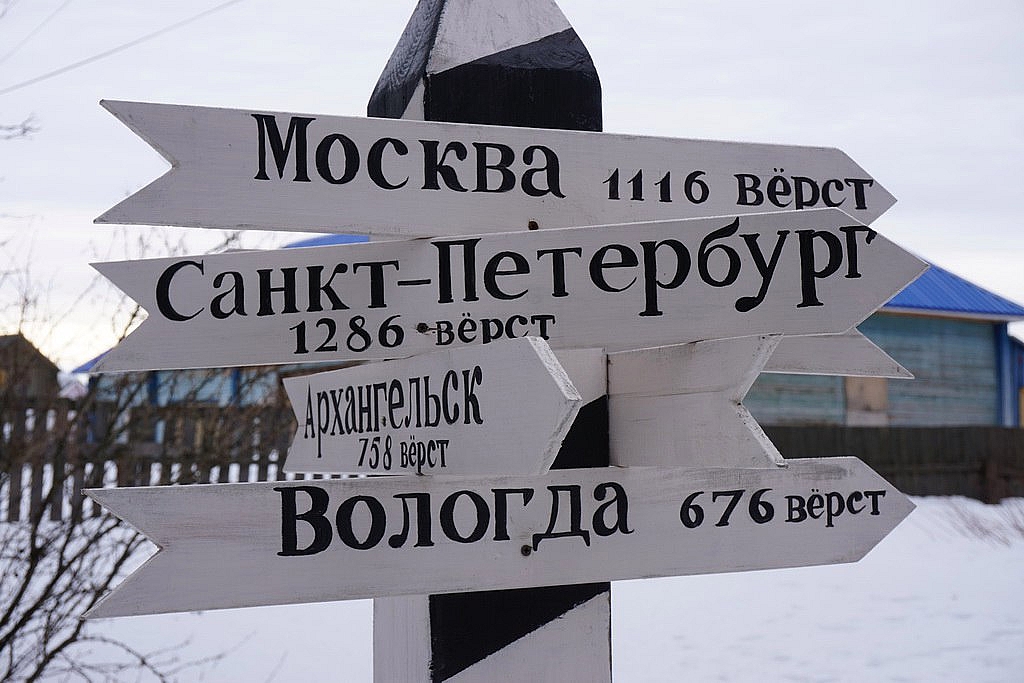 Москва 1116 вёрст
Санкт-Петербург
1286 вёрст
Архангельск
758 вёрст
Вологда 676 вёрст